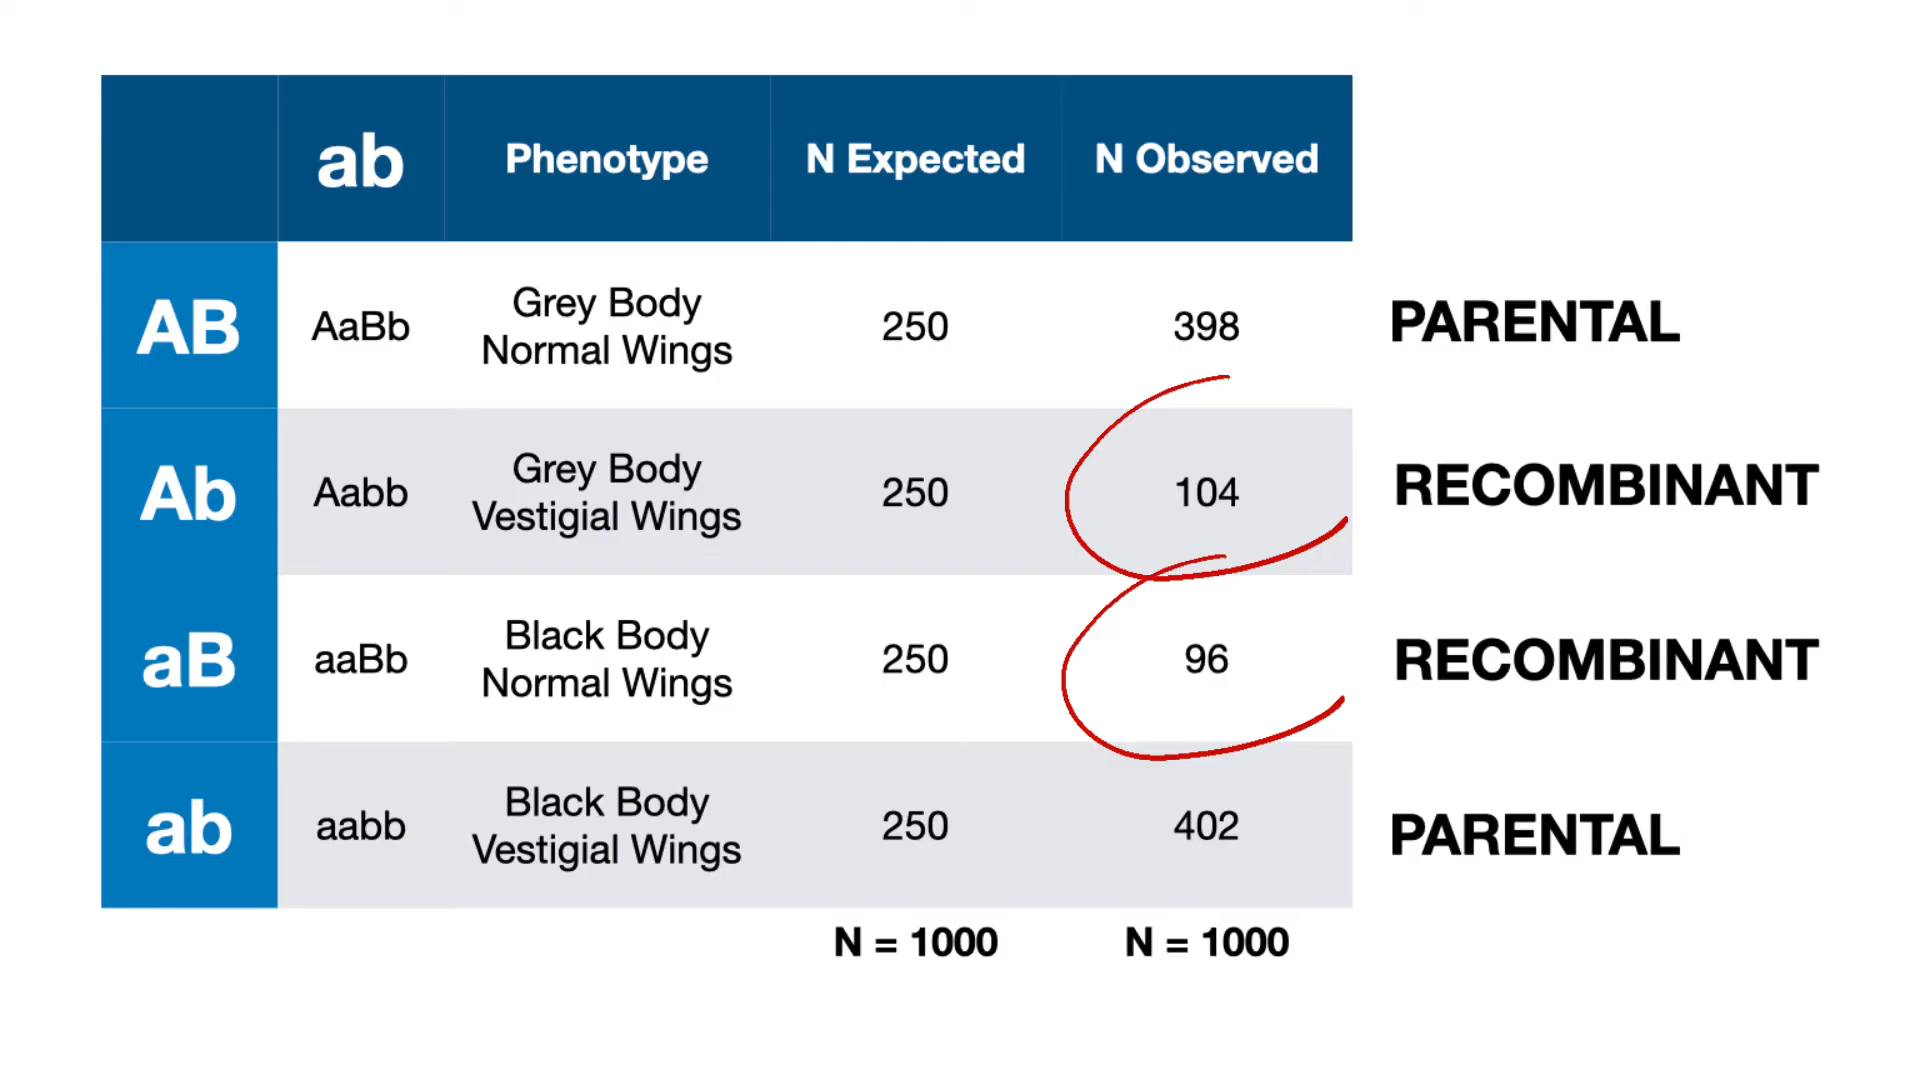 ab Phenotype N Expected N Observed
AB AaBb Grey Body Normal Wings 250 398 PARENTAL
Ab Aabb Grey Body Vestigial Wings 250 104 RECOMBINANT
aB aaBb Black Body Normal Wings 250 96 RECOMBINANT
ab aabb Black Body Vestigial Wings 250 402 PARENTAL
N = 1000 N = 1000